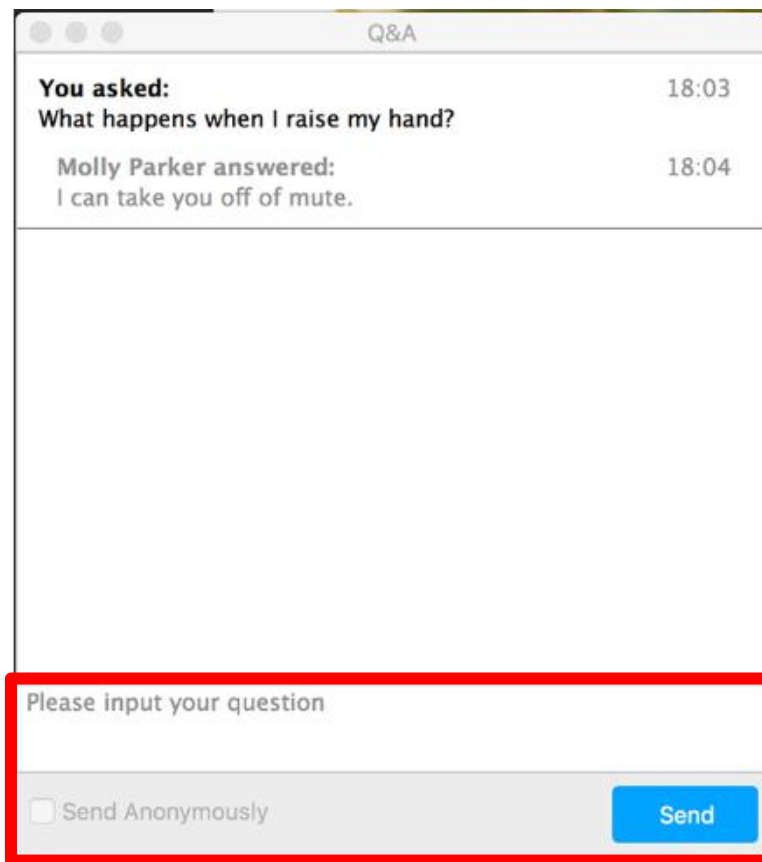 Q&A
You asked: 18:03
What happens when I raise my hand?
Molly Parker answered: 18:04
I can take you off of mute.
Please input your question
Send Anonymously Send